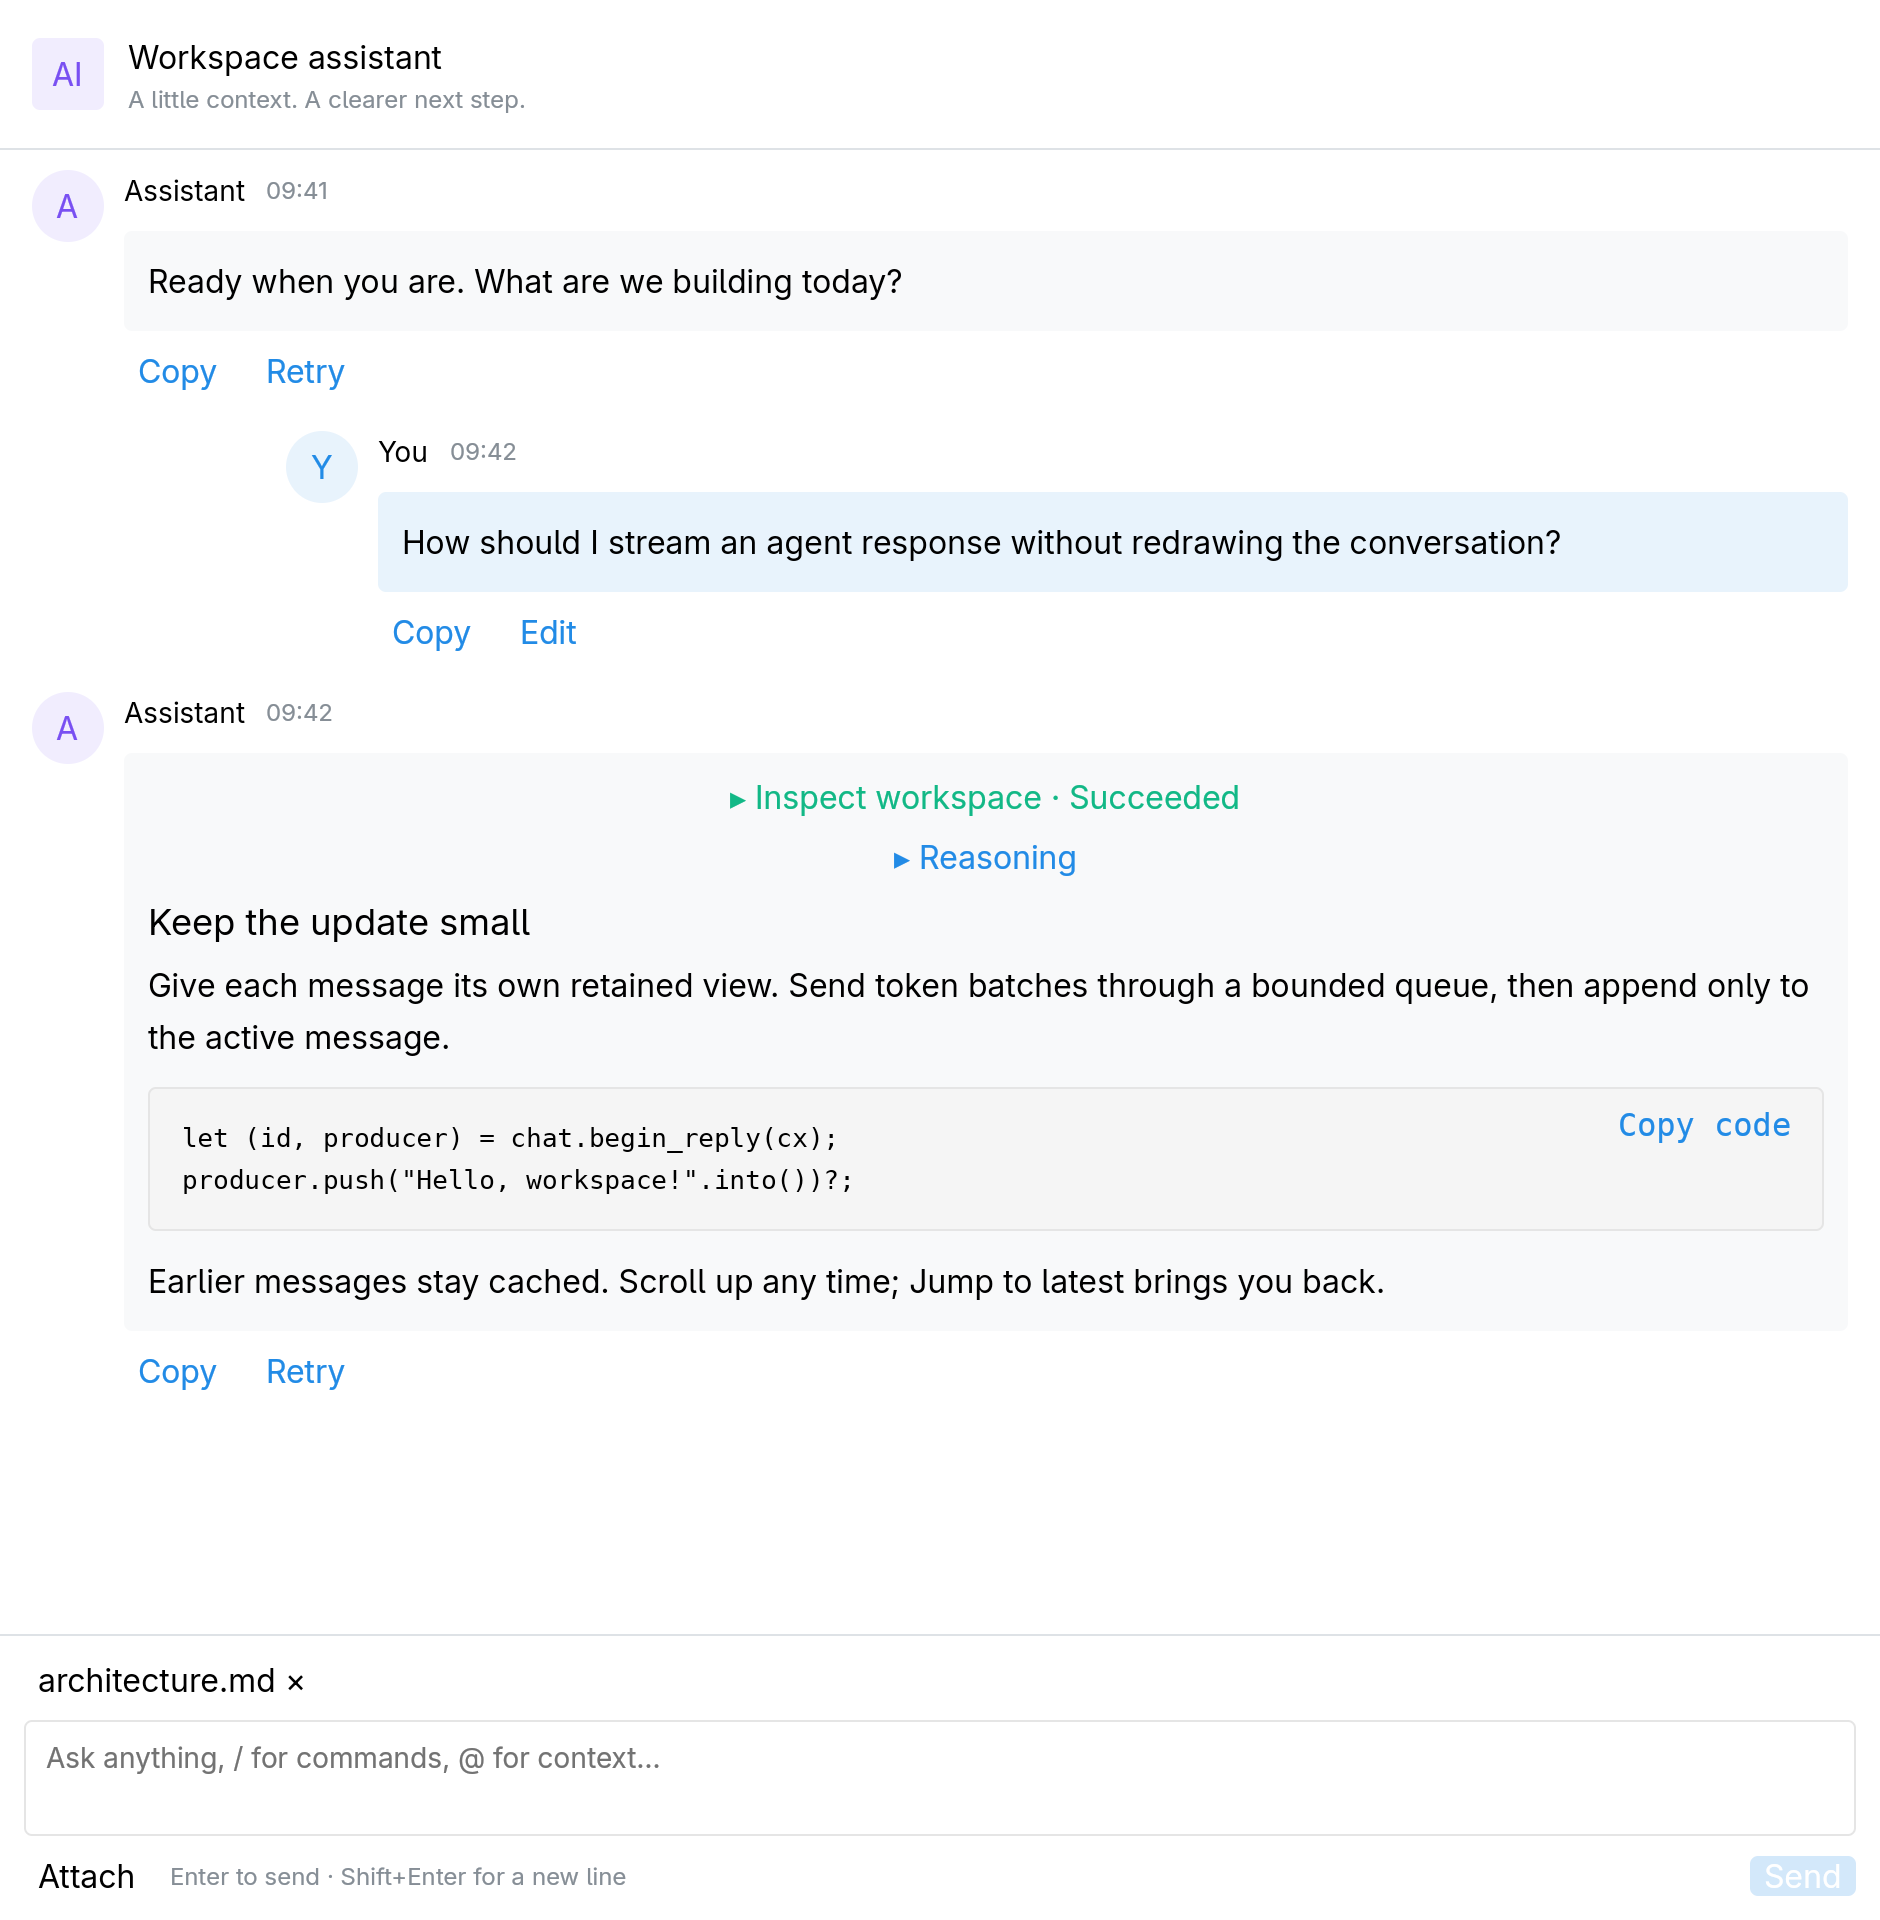 AI
Workspace assistant
A little context. A clearer next step.
A
Assistant 09:41
Ready when you are. What are we building today?
Copy Retry
Y
You 09:42
How should I stream an agent response without redrawing the conversation?
Copy Edit
A
Assistant 09:42
▸ Inspect workspace · Succeeded
▸ Reasoning
Keep the update small
Give each message its own retained view. Send token batches through a bounded queue, then append only to
the active message.
Copy code
let (id, producer) = chat.begin_reply(cx);
producer.push("Hello, workspace!".into())?;
Earlier messages stay cached. Scroll up any time; Jump to latest brings you back.
Copy Retry
architecture.md ×
Ask anything, / for commands, @ for context...
Attach Enter to send · Shift+Enter for a new line Send